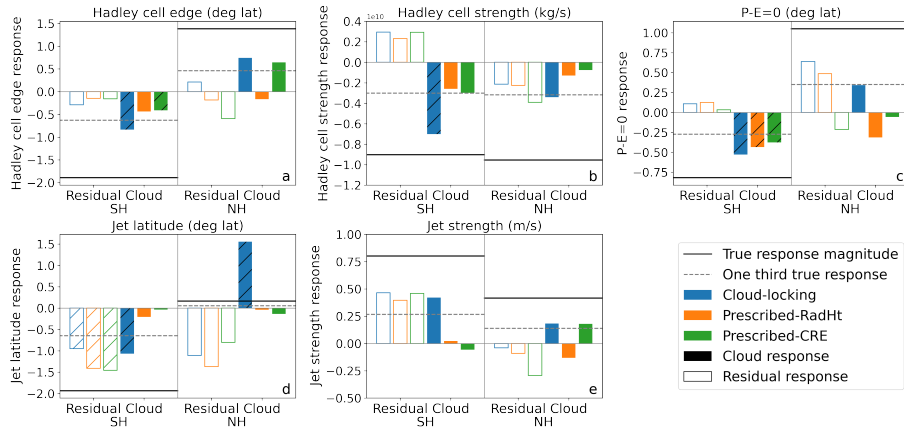 Hadley cell edge (deg lat)
Hadley cell edge response
1.5
1.0
0.5
0.0
−0.5
−1.0
−1.5
−2.0
Residual Cloud Residual Cloud
SH NH
a
Hadley cell strength (kg/s)
1e10
Hadley cell strength response
0.4
0.2
0.0
−0.2
−0.4
−0.6
−0.8
−1.0
−1.2
Residual Cloud Residual Cloud
SH NH
b
P-E=0 (deg lat)
P-E=0 response
1.00
0.75
0.50
0.25
0.00
−0.25
−0.50
−0.75
Residual Cloud Residual Cloud
SH NH
c
Jet latitude (deg lat)
Jet latitude response
1.5
1.0
0.5
0.0
−0.5
−1.0
−1.5
−2.0
Residual Cloud Residual Cloud
SH NH
d
Jet strength (m/s)
Jet strength response
1.00
0.75
0.50
0.25
0.00
−0.25
−0.50
Residual Cloud Residual Cloud
SH NH
e
True response magnitude
One third true response
Cloud-locking
Prescribed-RadHt
Prescribed-CRE
Cloud response
Residual response